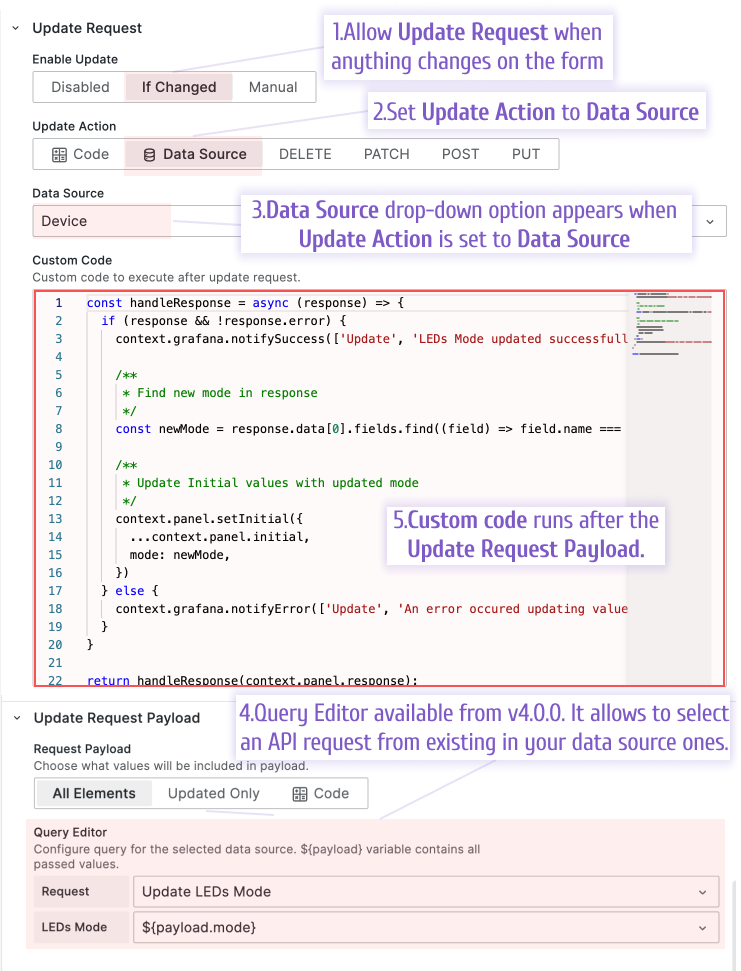 Update Request
1.Allow Update Request when
anything changes on the form
Enable Update
Disabled
If Changed
Manual
2.Set Update Action to Data Source
Update Action
Code
Data Source
DELETE
PATCH
POST
PUT
Data Source
Device
3.Data Source drop-down option appears when
Update Action is set to Data Source
Custom Code
Custom code to execute after update request.
1 const handleResponse = async (response) => {
2 if (response && !response.error) {
3 context.grafana.notifySuccess(['Update', 'LEDs Mode updated successfull
4
5 /**
6 * Find new mode in response
7 */
8 const newMode = response.data[0].fields.find((field) => field.name ===
9
10 /**
11 * Update Initial values with updated mode
12 */
13 context.panel.setInitial({
14 ...context.panel.initial,
15 mode: newMode,
16 })
17 } else {
18 context.grafana.notifyError(['Update', 'An error occured updating value
19 }
20 }
21
22 return handleResponse(context.panel.response);
5.Custom code runs after the
Update Request Payload.
Update Request Payload
4.Query Editor available from v4.0.0. It allows to select
an API request from existing in your data source ones.
Request Payload
Choose what values will be included in payload.
All Elements
Updated Only
Code
Query Editor
Configure query for the selected data source. ${payload} variable contains all
passed values.
Request
Update LEDs Mode
LEDs Mode
${payload.mode}